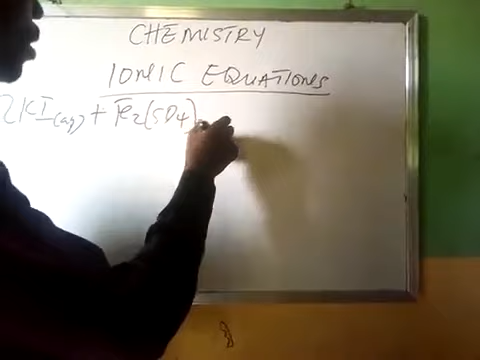 CHEMISTRY
IONIC EQUATIONS
2KI(aq) + Fe2(SO4)